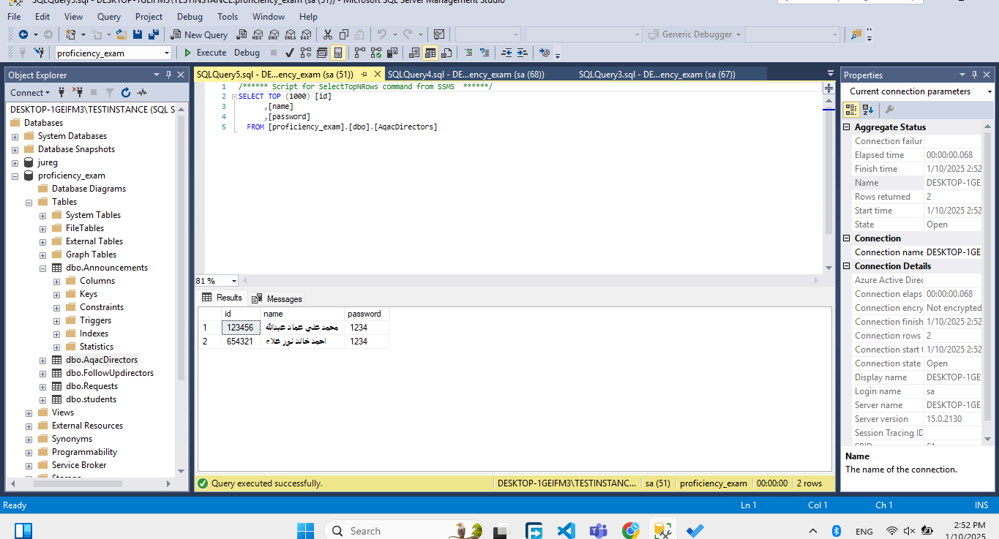 SQLQuery5.sql - DESKTOP-1GEIFM3\TESTINSTANCE.proficiency_exam (sa (51)) - Microsoft SQL Server Management Studio
File Edit View Query Project Debug Tools Window Help
New Query MDX DMX XMLA DAX Generic Debugger
proficiency_exam Execute Debug
Object Explorer
Connect
DESKTOP-1GEIFM3\TESTINSTANCE (SQL S
Databases
System Databases
Database Snapshots
jureg
proficiency_exam
Database Diagrams
Tables
System Tables
FileTables
External Tables
Graph Tables
dbo.Announcements
Columns
Keys
Constraints
Triggers
Indexes
Statistics
dbo.AqacDirectors
dbo.FollowUpdirectors
dbo.Requests
dbo.students
Views
External Resources
Synonyms
Programmability
Service Broker
SQLQuery5.sql - DE...ency_exam (sa (51)) SQLQuery4.sql - DE...ency_exam (sa (68)) SQLQuery3.sql - DE...ency_exam (sa (67))
1 /****** Script for SelectTopNRows command from SSMS ******/
2 SELECT TOP (1000) [id]
3 ,[name]
4 ,[password]
5 FROM [proficiency_exam].[dbo].[AqacDirectors]
81 %
Results Messages
id name password
1 123456 محمد علي عماد عبدالله 1234
2 654321 احمد خالد نور علاء 1234
Query executed successfully. DESKTOP-1GEIFM3\TESTINSTANC... sa (51) proficiency_exam 00:00:00 2 rows
Properties
Current connection parameters
Aggregate Status
Connection failur
Elapsed time 00:00:00.068
Finish time 1/10/2025 2:52
Name DESKTOP-1GE
Rows returned 2
Start time 1/10/2025 2:52
State Open
Connection
Connection name DESKTOP-1GE
Connection Details
Azure Active Direc
Connection elaps 00:00:00.068
Connection encry Not encrypted
Connection finish 1/10/2025 2:52
Connection rows 2
Connection start t 1/10/2025 2:52
Connection state Open
Display name DESKTOP-1GE
Login name sa
Server name DESKTOP-1GE
Server version 15.0.2130
Session Tracing ID
Name
The name of the connection.
Ready Ln 1 Col 1 Ch 1 INS
Search ENG 2:52 PM
1/10/2025